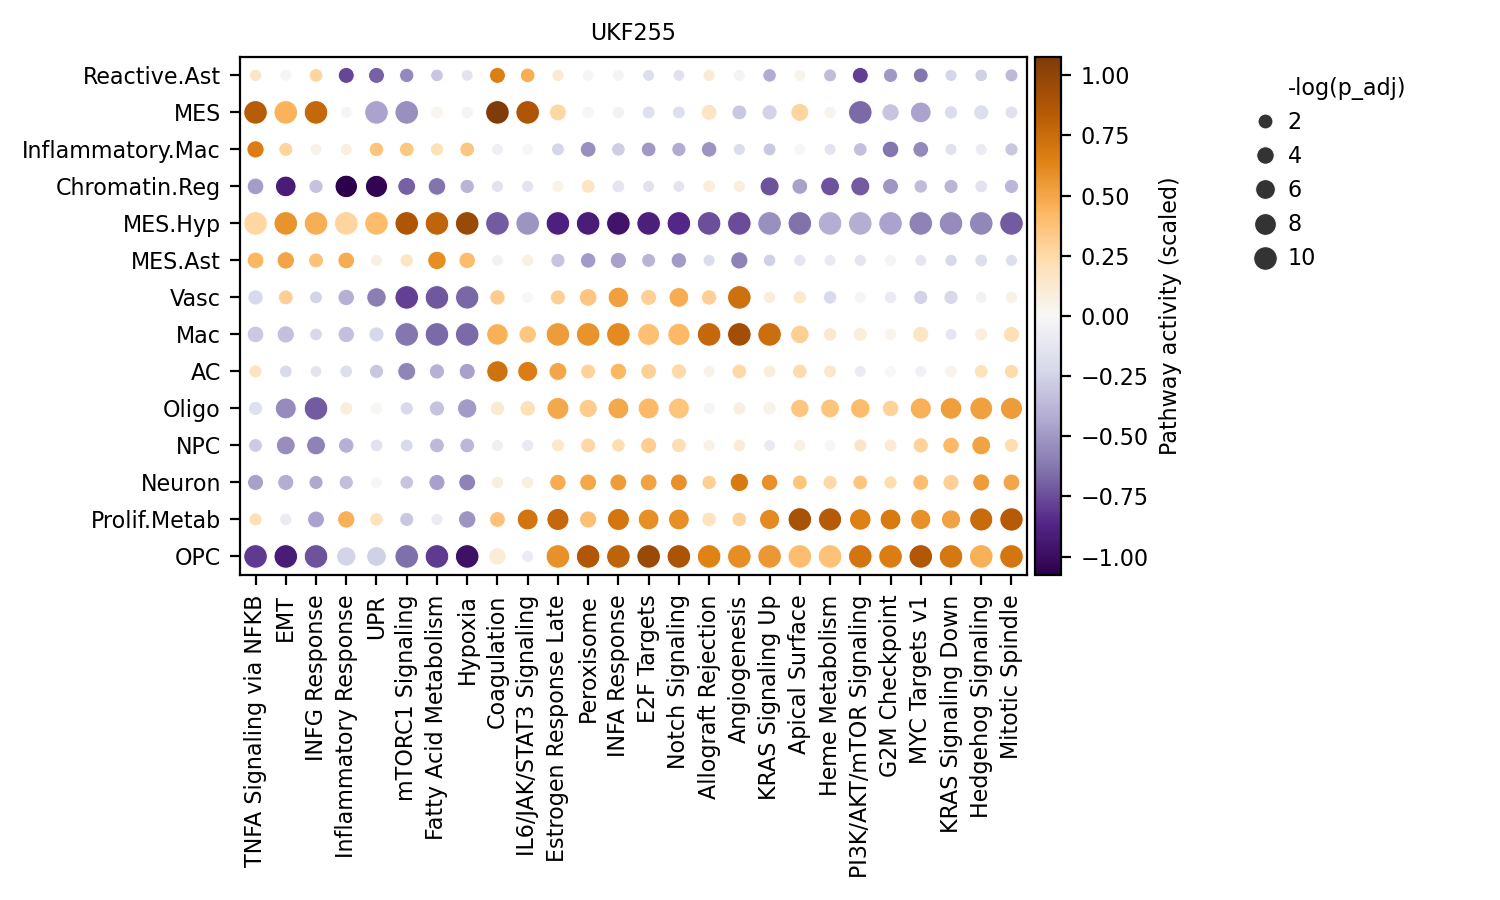 UKF255
Reactive.Ast
MES
Inflammatory.Mac
Chromatin.Reg
MES.Hyp
MES.Ast
Vasc
Mac
AC
Oligo
NPC
Neuron
Prolif.Metab
OPC
TNFA Signaling via NFKB
EMT
INFG Response
Inflammatory Response
UPR
mTORC1 Signaling
Fatty Acid Metabolism
Hypoxia
Coagulation
IL6/JAK/STAT3 Signaling
Estrogen Response Late
Peroxisome
INFA Response
E2F Targets
Notch Signaling
Allograft Rejection
Angiogenesis
KRAS Signaling Up
Apical Surface
Heme Metabolism
PI3K/AKT/mTOR Signaling
G2M Checkpoint
MYC Targets v1
KRAS Signaling Down
Hedgehog Signaling
Mitotic Spindle
1.00
0.75
0.50
0.25
0.00
−0.25
−0.50
−0.75
−1.00
Pathway activity (scaled)
-log(p_adj)
2
4
6
8
10